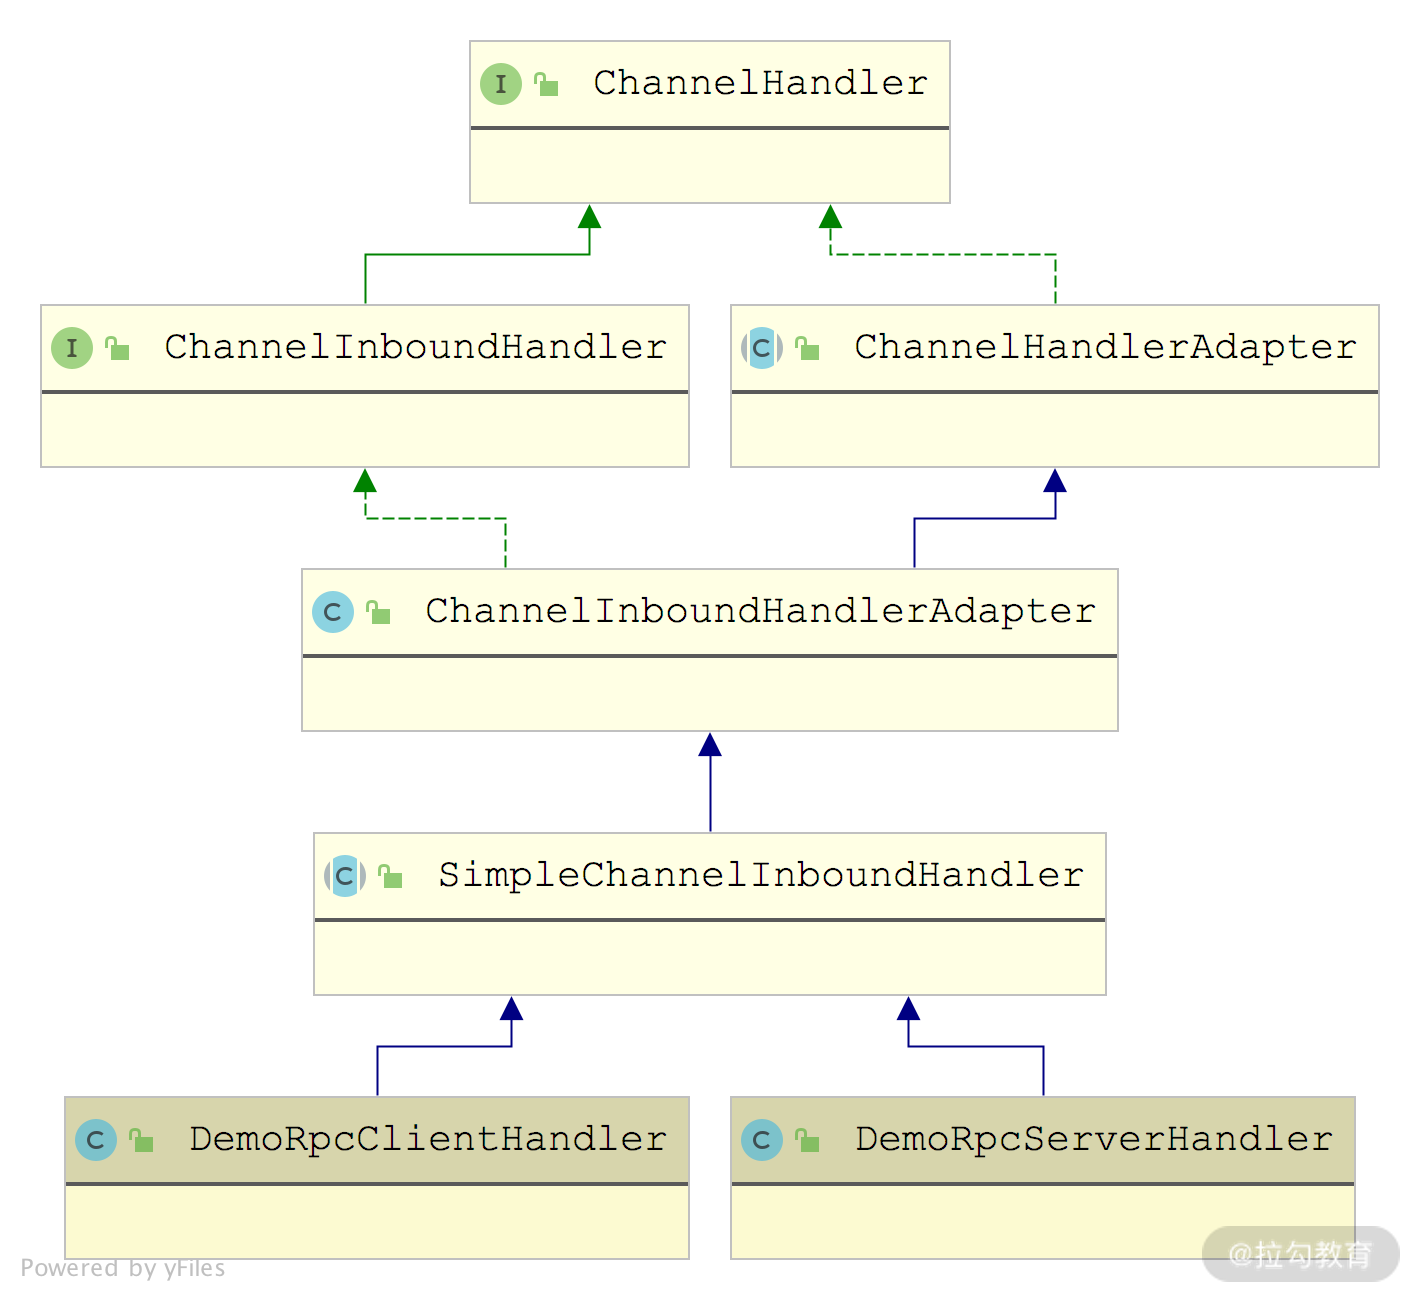 I ChannelHandler
I ChannelInboundHandler
C ChannelHandlerAdapter
C ChannelInboundHandlerAdapter
C SimpleChannelInboundHandler
C DemoRpcClientHandler
C DemoRpcServerHandler
Powered by yFiles
@拉勾教育